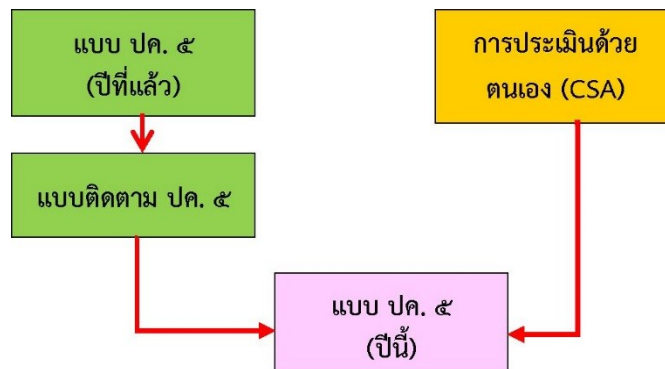 แบบ ปค. ๕
(ปีที่แล้ว)
การประเมินด้วย
ตนเอง (CSA)
แบบติดตาม ปค. ๕
แบบ ปค. ๕
(ปีนี้)